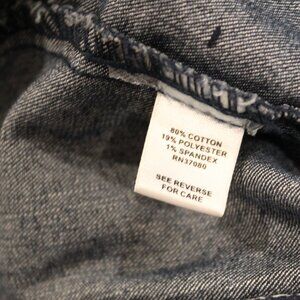 80% COTTON
19% POLYESTER
1% SPANDEX
RN37080
SEE REVERSE
FOR CARE